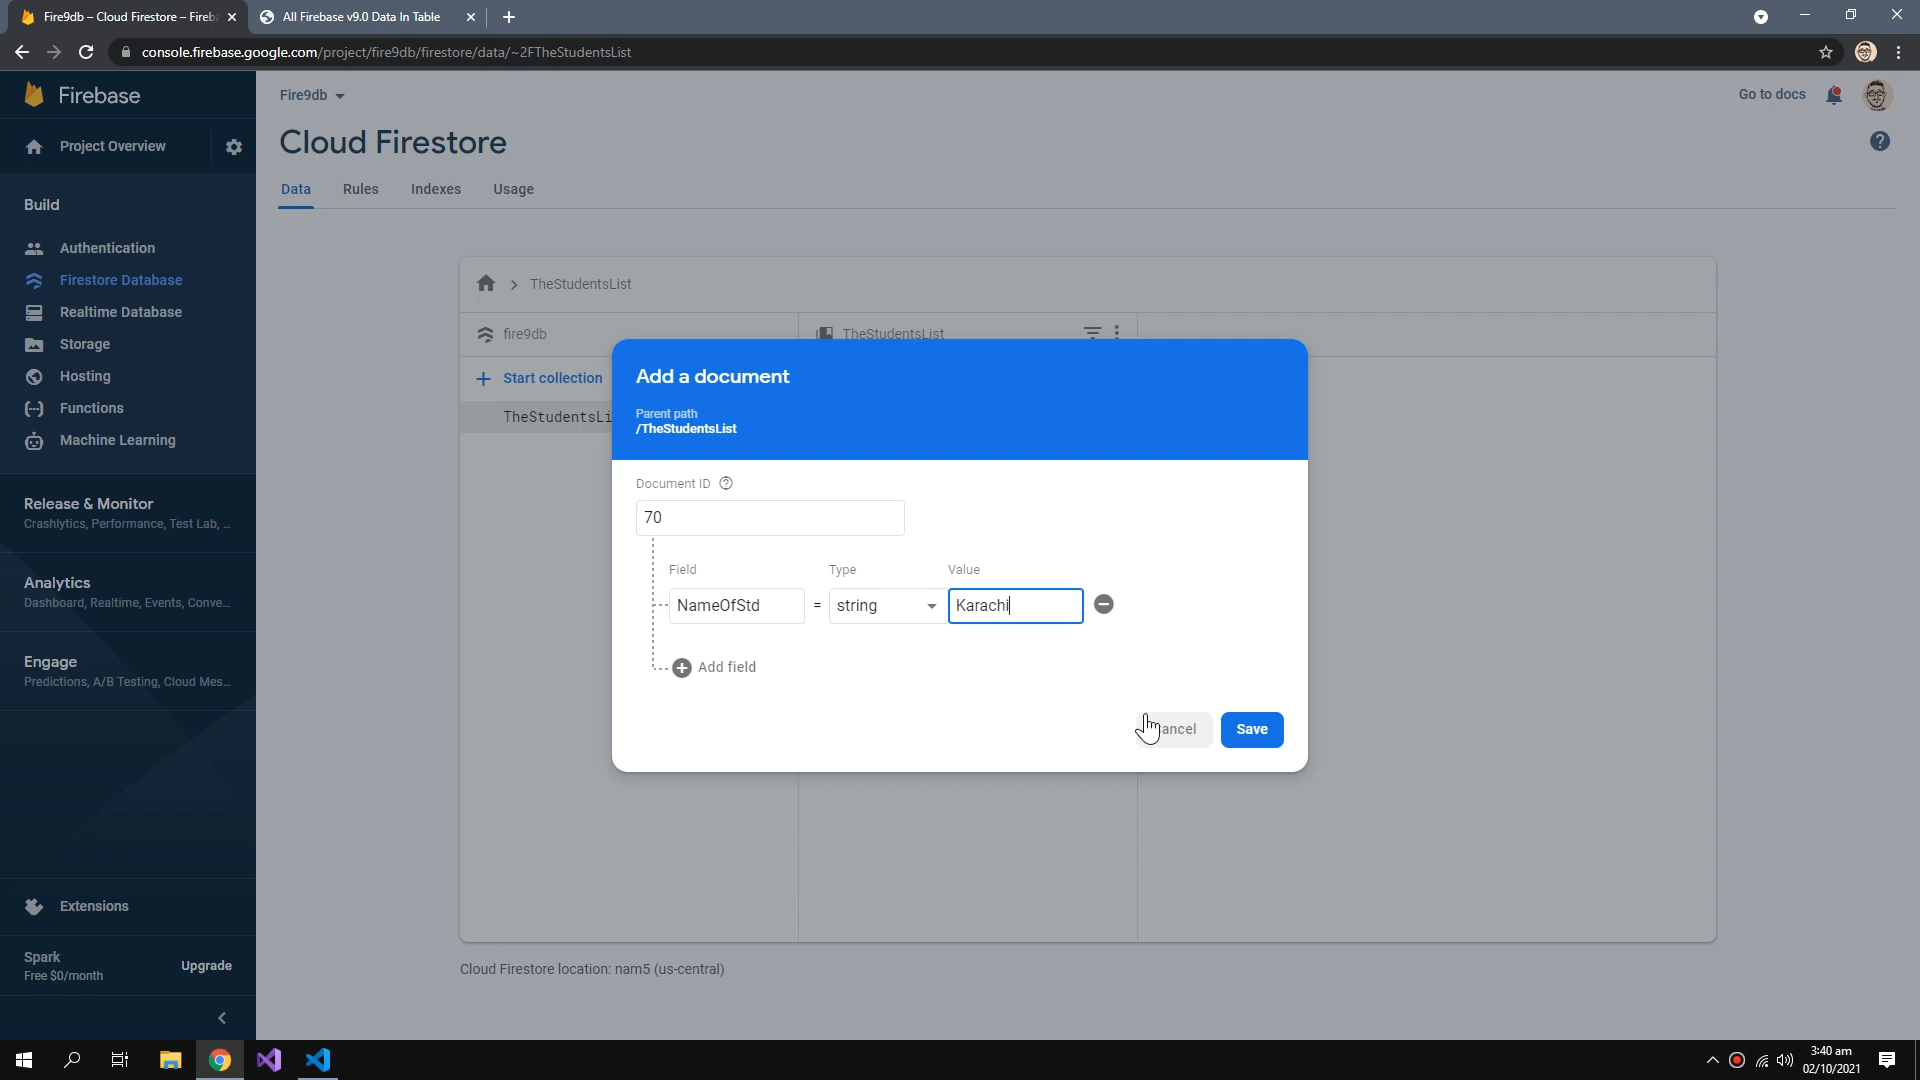 Fire9db – Cloud Firestore – Fireb
All Firebase v9.0 Data In Table
console.firebase.google.com/project/fire9db/firestore/data/~2FTheStudentsList
Firebase
Fire9db
Go to docs
Project Overview
Cloud Firestore
Data
Rules
Indexes
Usage
Build
Authentication
Firestore Database
Realtime Database
Storage
Hosting
Functions
Machine Learning
Release & Monitor
Crashlytics, Performance, Test Lab, ...
Analytics
Dashboard, Realtime, Events, Conve...
Engage
Predictions, A/B Testing, Cloud Mes...
Extensions
Spark
Free $0/month
Upgrade
TheStudentsList
fire9db
TheStudentsList
Start collection
TheStudentsLi
Add a document
Parent path
/TheStudentsList
Document ID
70
Field
Type
Value
NameOfStd
=
string
Karachi
Add field
ancel
Save
Cloud Firestore location: nam5 (us-central)
3:40 am
02/10/2021